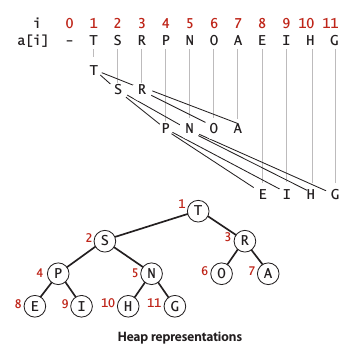 i 0 1 2 3 4 5 6 7 8 9 10 11
a[i] - T S R P N O A E I H G
T
S R
P N O A
E I H G
1 T
2 S 3 R
4 P 5 N 6 O 7 A
8 E 9 I 10 H 11 G
Heap representations